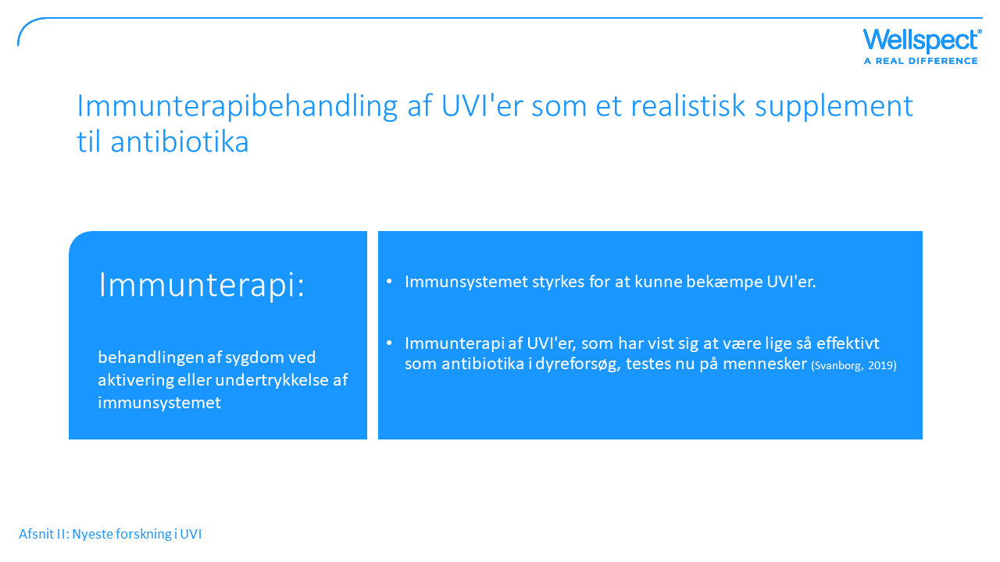 Wellspect®
A REAL DIFFERENCE
Immunterapibehandling af UVI'er som et realistisk supplement
til antibiotika
Immunterapi:
behandlingen af sygdom ved
aktivering eller undertrykkelse af
immunsystemet
• Immunsystemet styrkes for at kunne bekæmpe UVI'er.
• Immunterapi af UVI'er, som har vist sig at være lige så effektivt
som antibiotika i dyreforsøg, testes nu på mennesker (Svanborg, 2019)
Afsnit II: Nyeste forskning i UVI